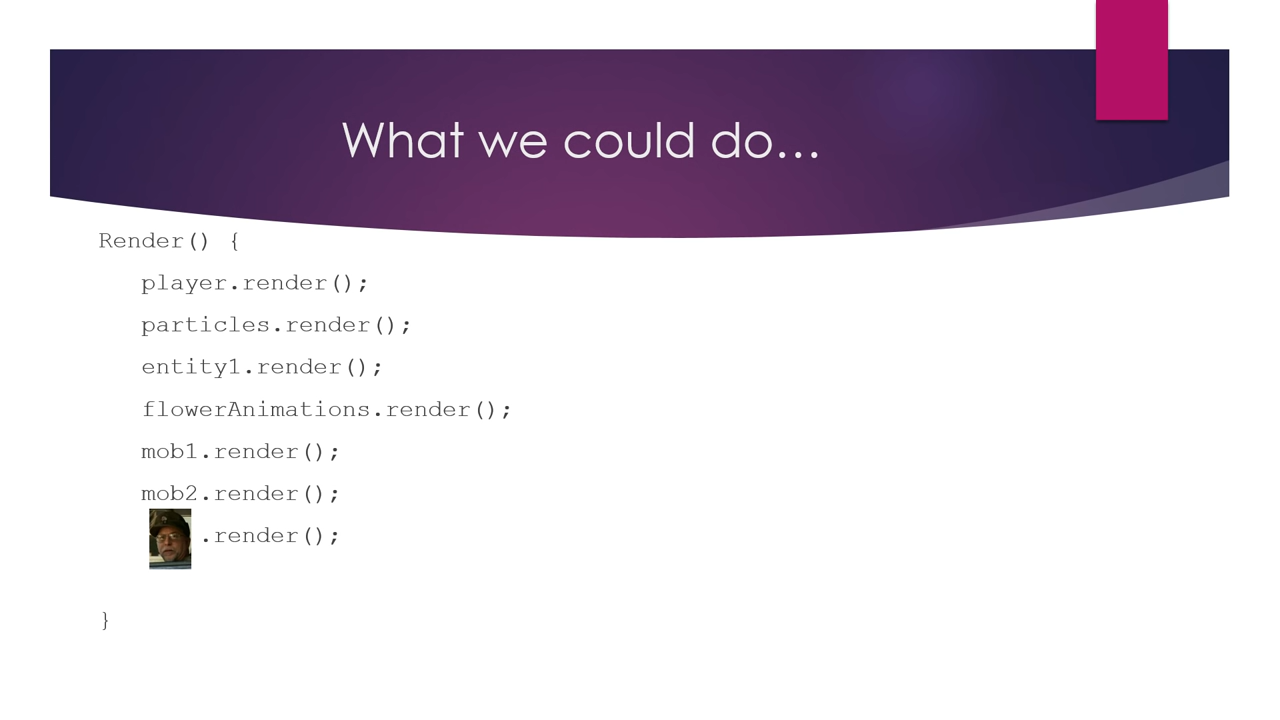 What we could do...
Render() {
player.render();
particles.render();
entity1.render();
flowerAnimations.render();
mob1.render();
mob2.render();
.render();
}